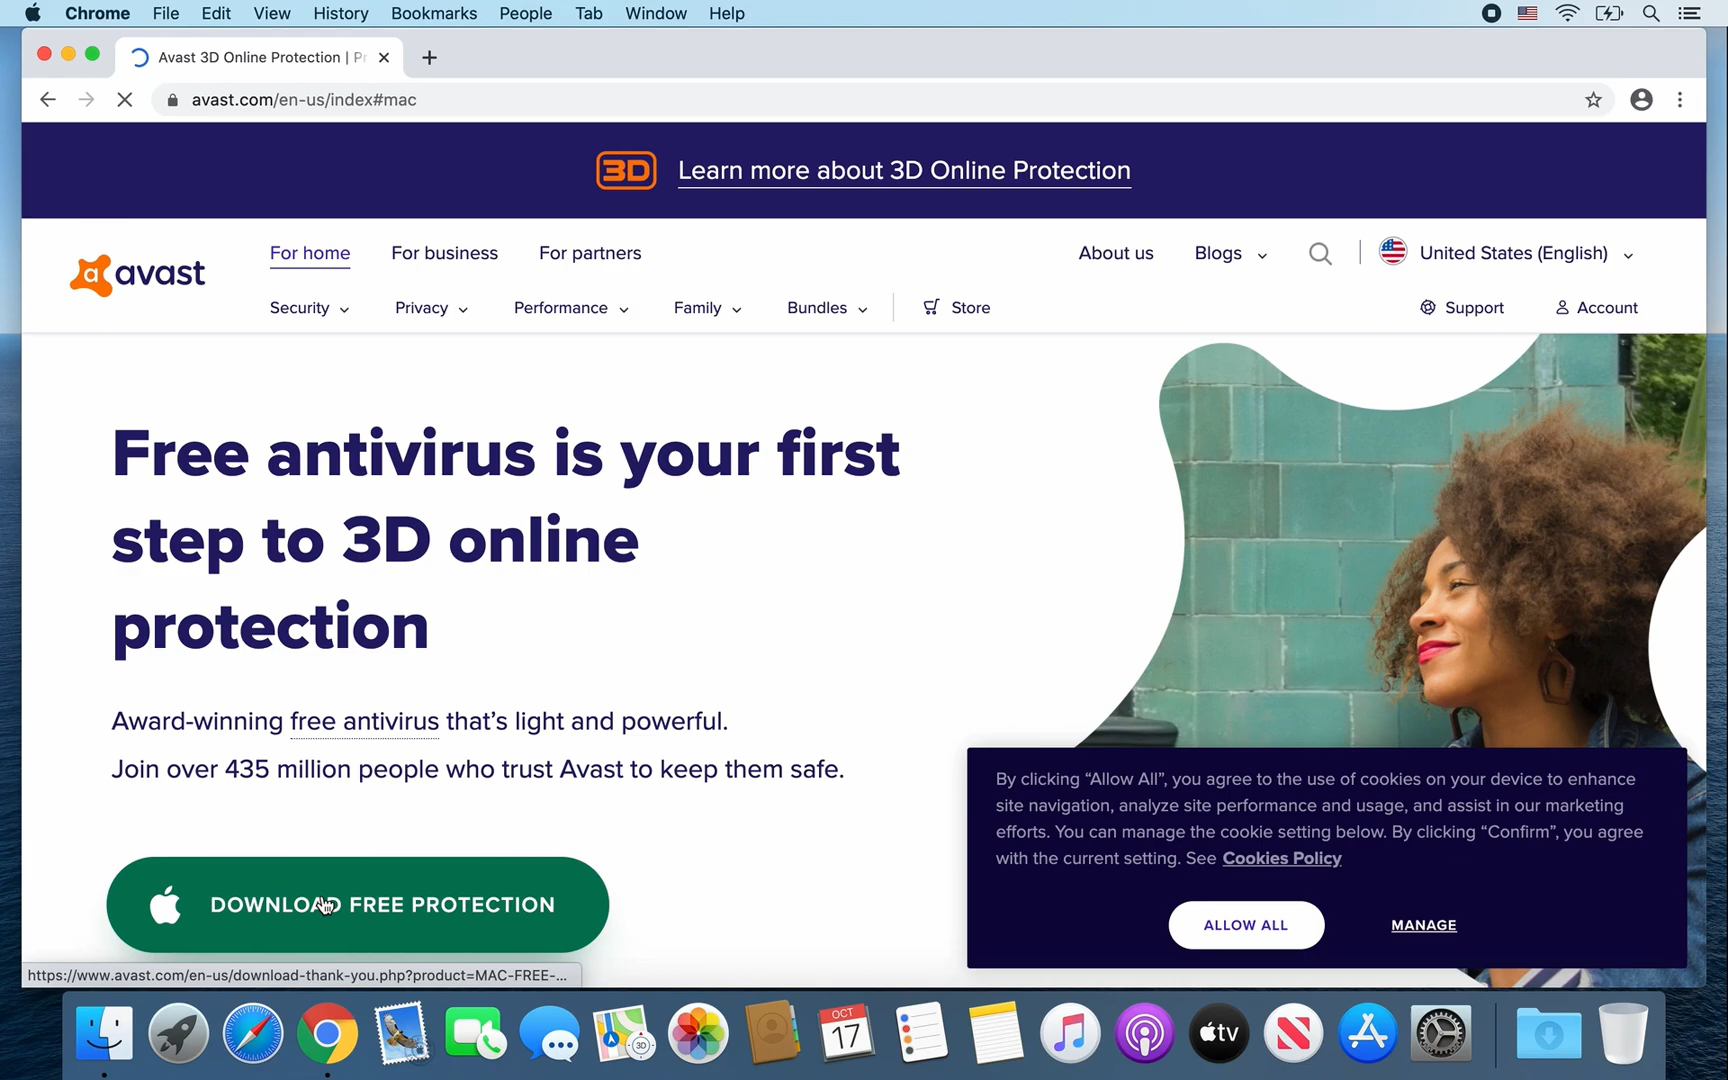 Chrome File Edit View History Bookmarks People Tab Window Help
Avast 3D Online Protection | Pr
avast.com/en-us/index#mac
3D Learn more about 3D Online Protection
a avast
For home For business For partners About us Blogs United States (English)
Security Privacy Performance Family Bundles Store Support Account
Free antivirus is your first
step to 3D online
protection
Award-winning free antivirus that’s light and powerful.
Join over 435 million people who trust Avast to keep them safe.
DOWNLOAD FREE PROTECTION
By clicking “Allow All”, you agree to the use of cookies on your device to enhance
site navigation, analyze site performance and usage, and assist in our marketing
efforts. You can manage the cookie setting below. By clicking “Confirm”, you agree
with the current setting. See Cookies Policy
ALLOW ALL MANAGE
https://www.avast.com/en-us/download-thank-you.php?product=MAC-FREE-...
3D
OCT
17
tv